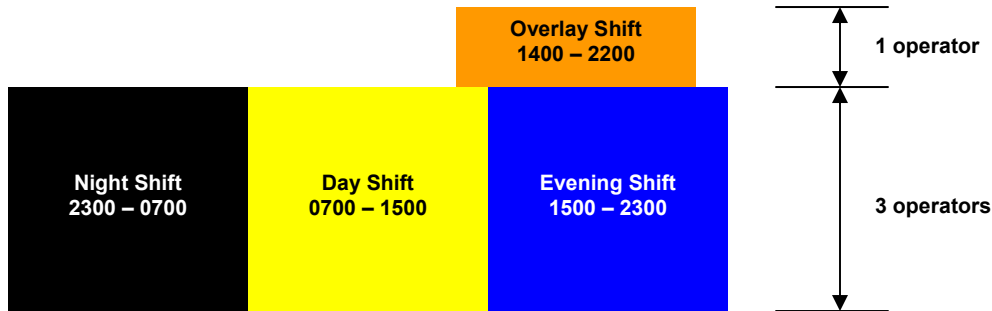 Overlay Shift
1400 – 2200
1 operator
Night Shift
2300 – 0700
Day Shift
0700 – 1500
Evening Shift
1500 – 2300
3 operators